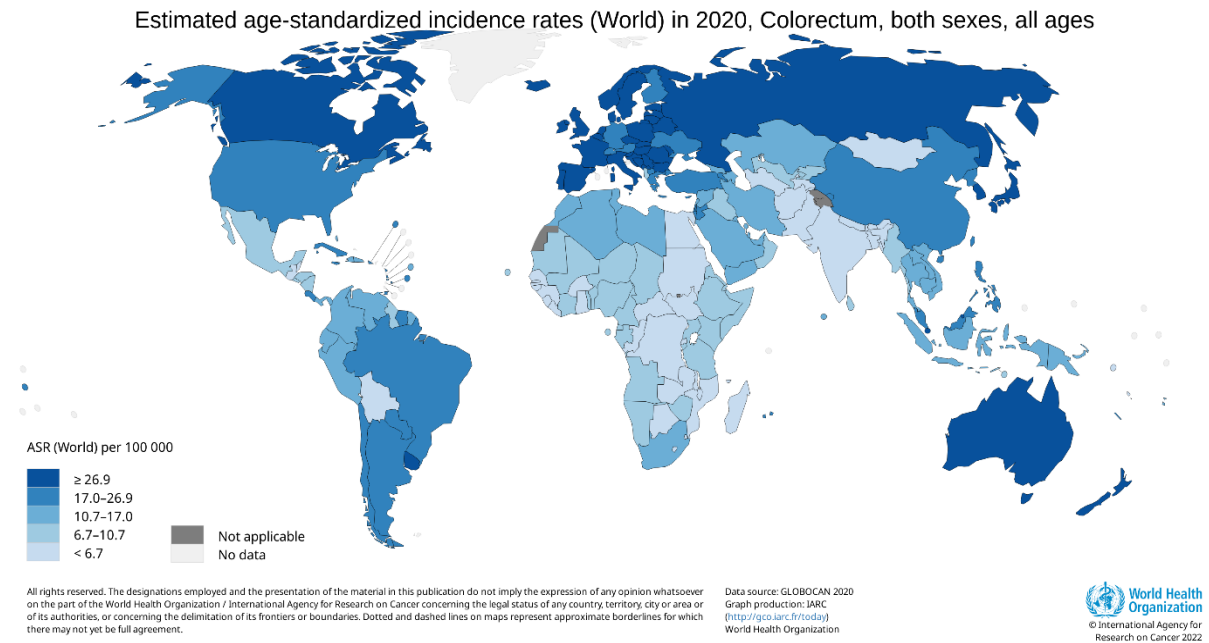 Estimated age-standardized incidence rates (World) in 2020, Colorectum, both sexes, all ages
ASR (World) per 100 000
≥ 26.9
17.0–26.9
10.7–17.0
6.7–10.7
< 6.7
Not applicable
No data
All rights reserved. The designations employed and the presentation of the material in this publication do not imply the expression of any opinion whatsoever
on the part of the World Health Organization / International Agency for Research on Cancer concerning the legal status of any country, territory, city or area or
of its authorities, or concerning the delimitation of its frontiers or boundaries. Dotted and dashed lines on maps represent approximate borderlines for which
there may not yet be full agreement.
Data source: GLOBOCAN 2020
Graph production: IARC
(http://gco.iarc.fr/today)
World Health Organization
World Health
Organization
© International Agency for
Research on Cancer 2022